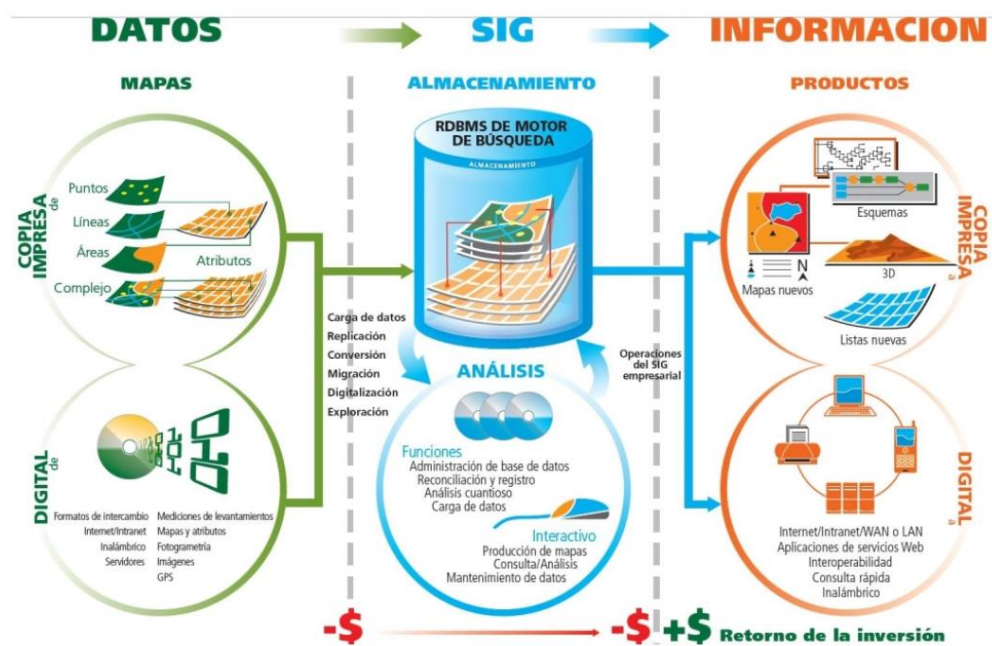 DATOS
SIG
INFORMACION
MAPAS
COPIA
IMPRESA
de
Puntos
Líneas
Áreas
Atributos
Complejo
DIGITAL
de
Formatos de intercambio
Internet/Intranet
Inalámbrico
Servidores
Mediciones de levantamientos
Mapas y atributos
Fotogrametría
Imágenes
GPS
Carga de datos
Replicación
Conversión
Migración
Digitalización
Exploración
ALMACENAMIENTO
RDBMS DE MOTOR
DE BÚSQUEDA
ALMACENAMIENTO
ANÁLISIS
Funciones
Administración de base de datos
Reconciliación y registro
Análisis cuantioso
Carga de datos
Interactivo
Producción de mapas
Consulta/Análisis
Mantenimiento de datos
Operaciones
del SIG
empresarial
PRODUCTOS
COPIA
IMPRESA
a
Esquemas
N
Mapas nuevos
3D
Listas nuevas
DIGITAL
a
Internet/Intranet/WAN o LAN
Aplicaciones de servicios Web
Interoperabilidad
Consulta rápida
Inalámbrico
-$
-$
+$ Retorno de la inversión